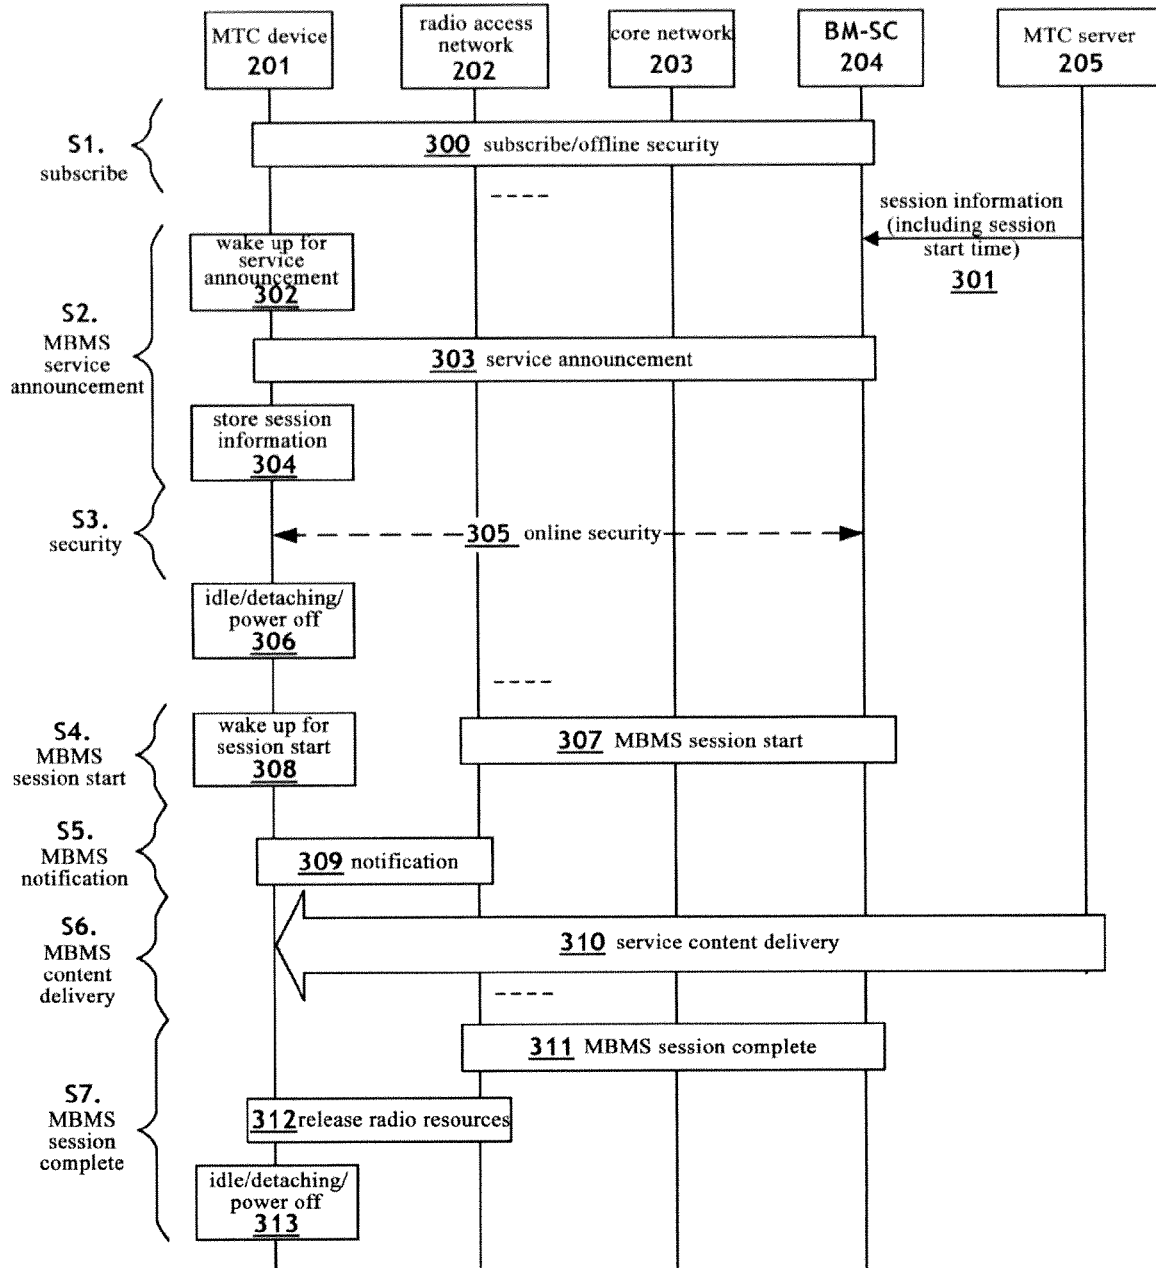 MTC device
201
radio access
network
202
core network
203
BM-SC
204
MTC server
205
S1.
subscribe
300 subscribe/offline security
session information
(including session
start time)
301
S2.
MBMS
service
announcement
wake up for
service
announcement
302
303 service announcement
store session
information
304
S3.
security
305 online security
idle/detaching/
power off
306
S4.
MBMS
session start
wake up for
session start
308
307 MBMS session start
S5.
MBMS
notification
309 notification
S6.
MBMS
content
delivery
310 service content delivery
311 MBMS session complete
S7.
MBMS
session
complete
312 release radio resources
idle/detaching/
power off
313